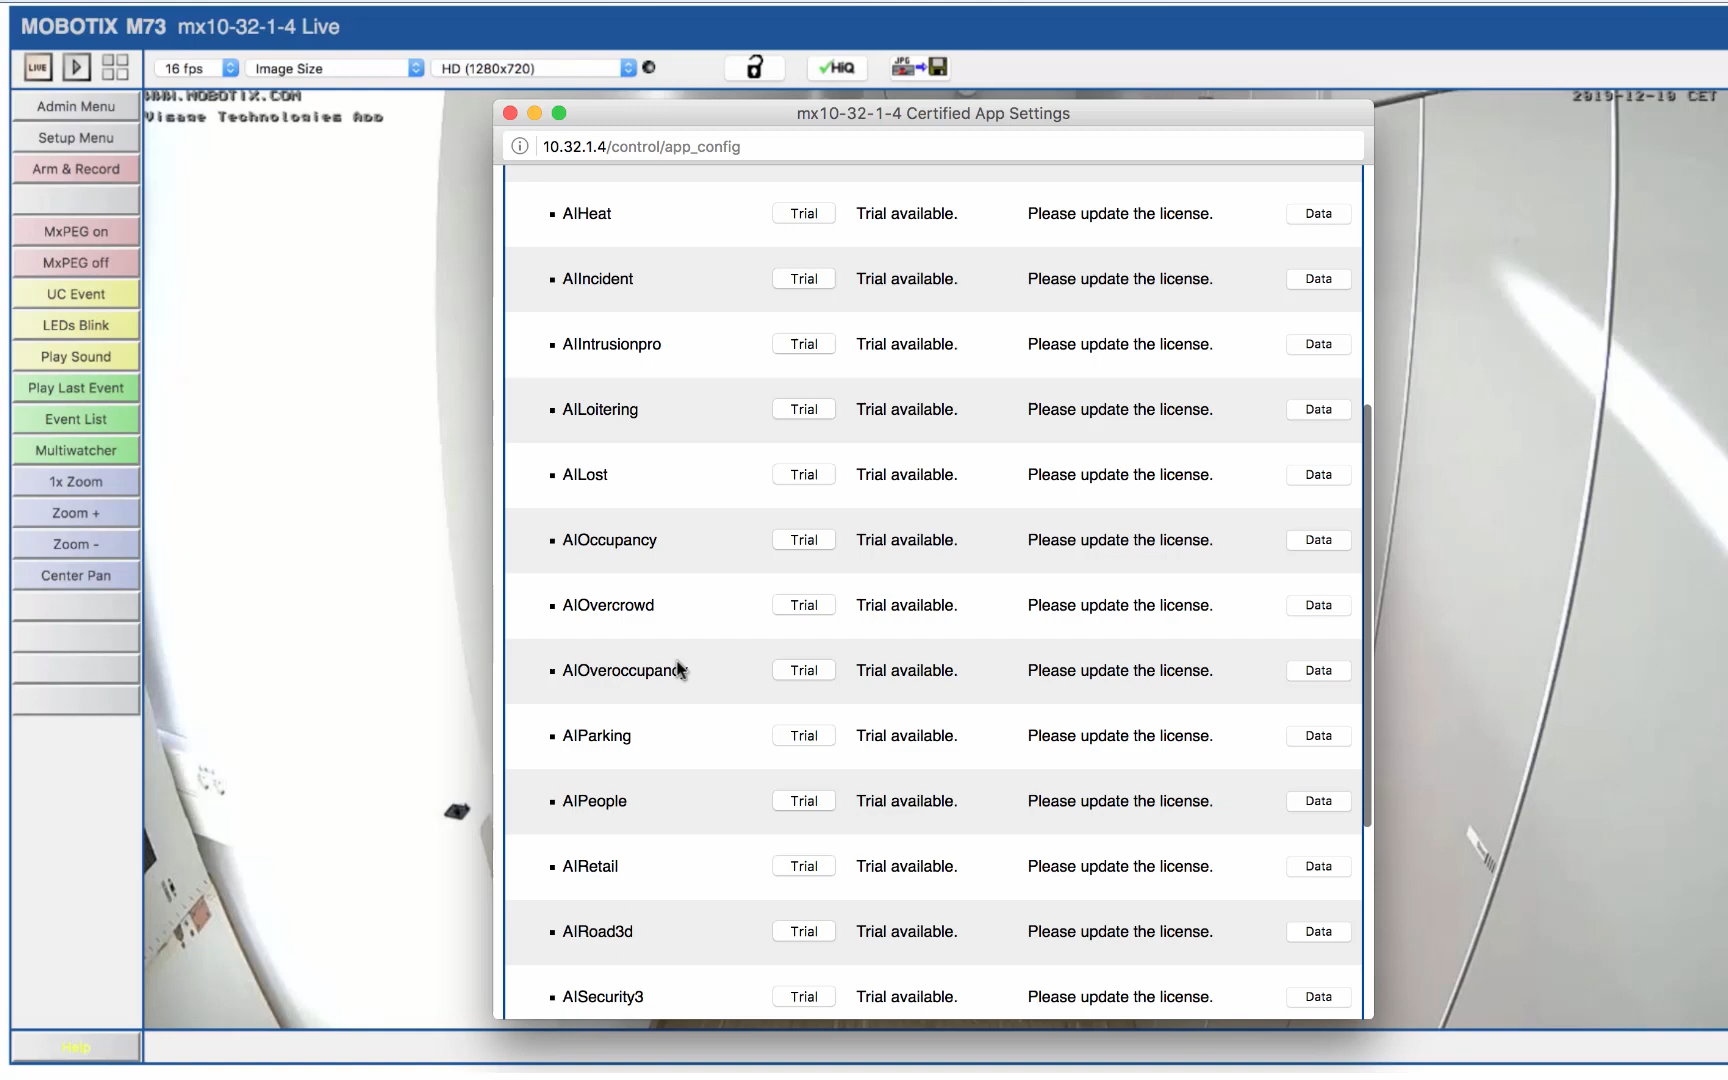 MOBOTIX M73 mx10-32-1-4 Live
LIVE
16 fps
Image Size
HD (1280x720)
HiQ
JPG
WWW.MOBOTIX.COM
Visage Technologies App
2019-12-10 CET
Admin Menu
Setup Menu
Arm & Record
MxPEG on
MxPEG off
UC Event
LEDs Blink
Play Sound
Play Last Event
Event List
Multiwatcher
1x Zoom
Zoom +
Zoom -
Center Pan
Help
mx10-32-1-4 Certified App Settings
10.32.1.4/control/app_config
▪ AIHeat Trial Trial available. Please update the license. Data
▪ AIIncident Trial Trial available. Please update the license. Data
▪ AIIntrusionpro Trial Trial available. Please update the license. Data
▪ AILoitering Trial Trial available. Please update the license. Data
▪ AILost Trial Trial available. Please update the license. Data
▪ AIOccupancy Trial Trial available. Please update the license. Data
▪ AIOvercrowd Trial Trial available. Please update the license. Data
▪ AIOveroccupancy Trial Trial available. Please update the license. Data
▪ AIParking Trial Trial available. Please update the license. Data
▪ AIPeople Trial Trial available. Please update the license. Data
▪ AIRetail Trial Trial available. Please update the license. Data
▪ AIRoad3d Trial Trial available. Please update the license. Data
▪ AISecurity3 Trial Trial available. Please update the license. Data